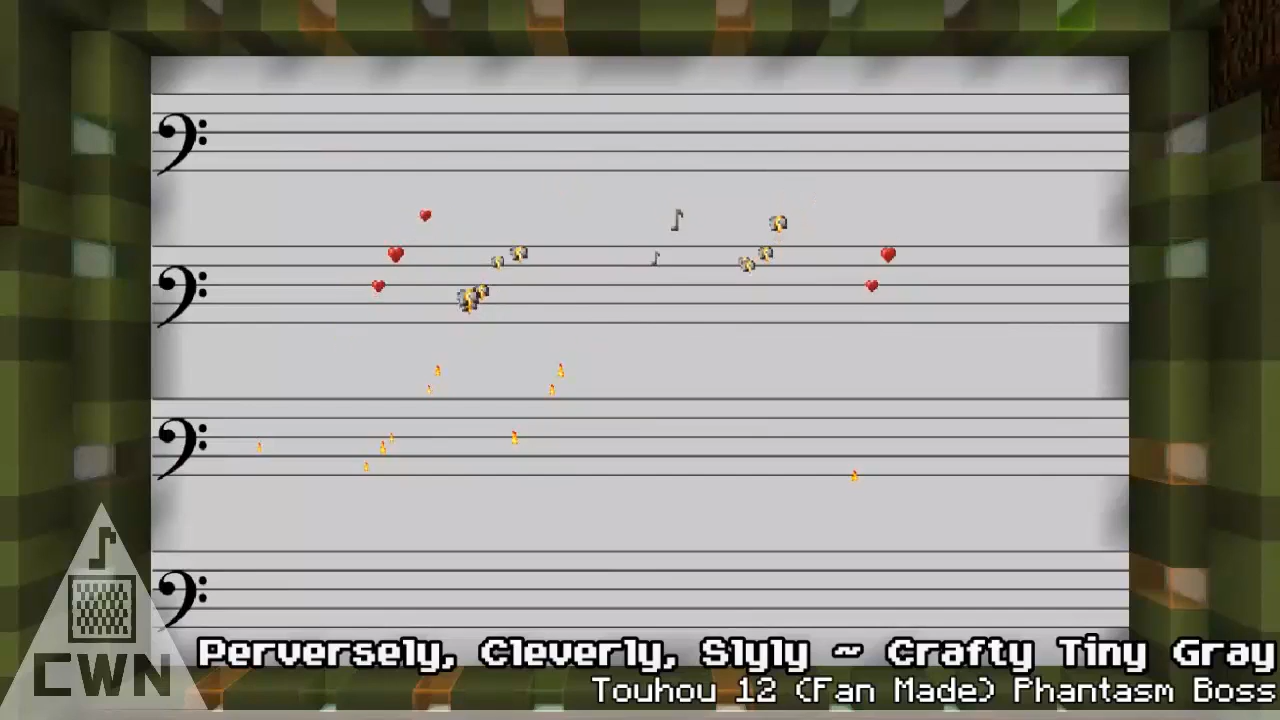 CWN
Perversely, Cleverly, Slyly ~ Crafty Tiny Gray
Touhou 12 (Fan Made) Phantasm Boss